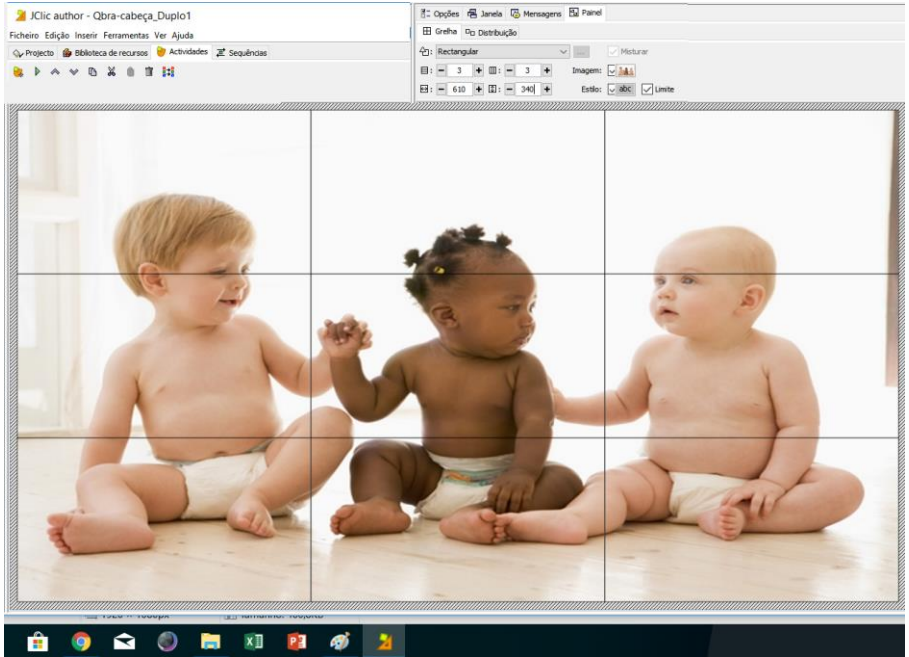 JClic author - Qbra-cabeça_Duplo1
Ficheiro Edição Inserir Ferramentas Ver Ajuda
Projecto Biblioteca de recursos Actividades Sequências
Opções Janela Mensagens Painel
Grelha Distribuição
Rectangular ... Misturar
3 3 Imagem:
610 340 Estilo: abc Limite